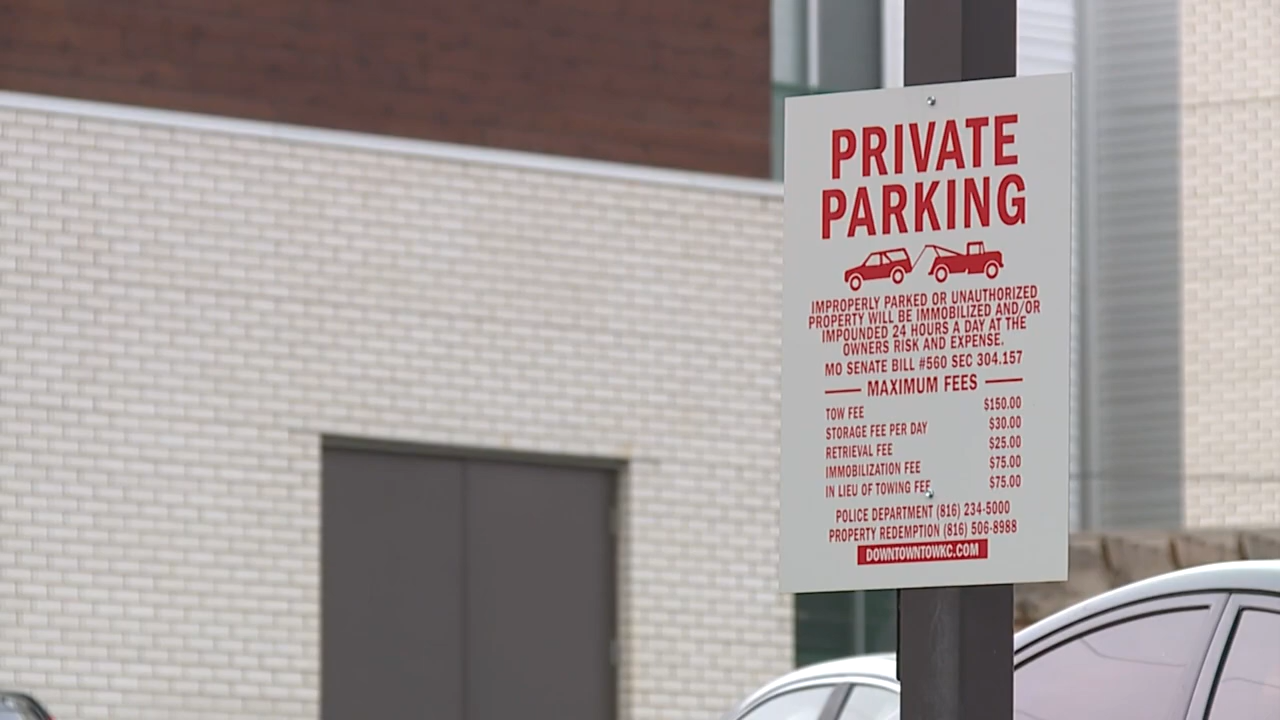 PRIVATE
PARKING
IMPROPERLY PARKED OR UNAUTHORIZED
PROPERTY WILL BE IMMOBILIZED AND/OR
IMPOUNDED 24 HOURS A DAY AT THE
OWNERS RISK AND EXPENSE.
MO SENATE BILL #560 SEC 304.157
MAXIMUM FEES
TOW FEE $150.00
STORAGE FEE PER DAY $30.00
RETRIEVAL FEE $25.00
IMMOBILIZATION FEE $75.00
IN LIEU OF TOWING FEE $75.00
POLICE DEPARTMENT (816) 234-5000
PROPERTY REDEMPTION (816) 506-8988
DOWNTOWNTOWKC.COM